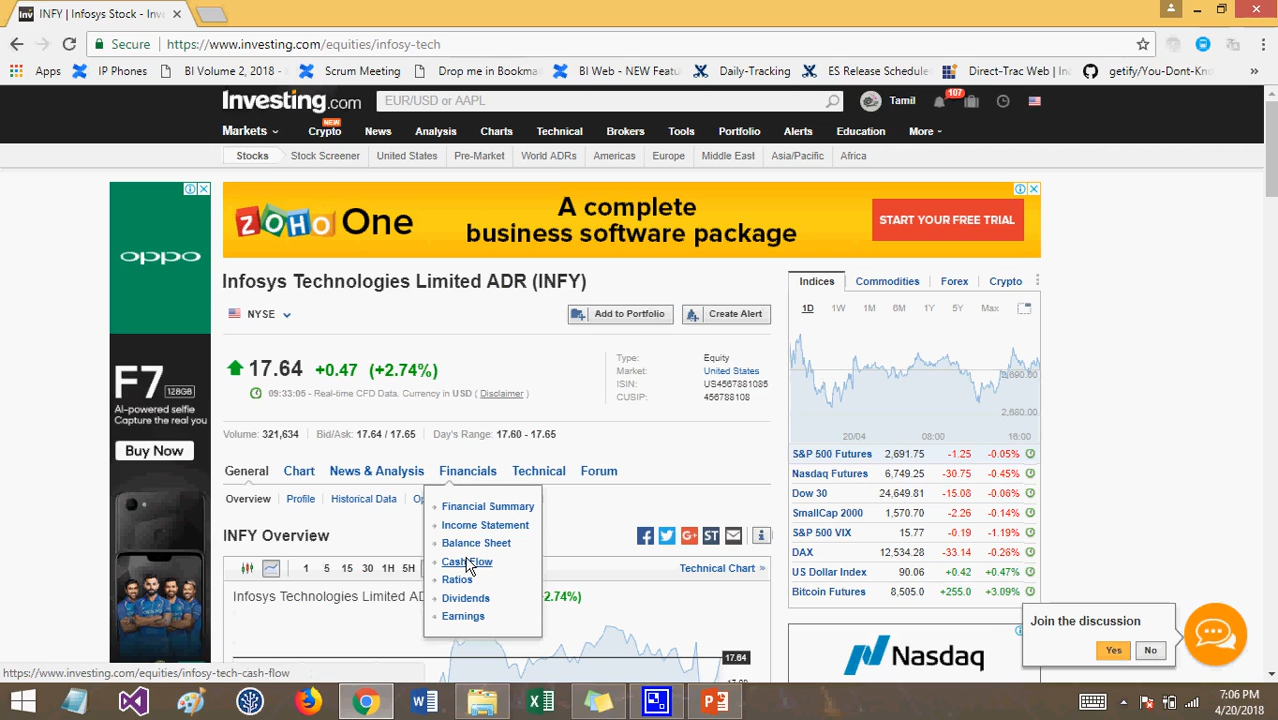 INFY | Infosys Stock - Inve
Secure https://www.investing.com/equities/infosy-tech
Apps IP Phones BI Volume 2, 2018 - Scrum Meeting Drop me in Bookma BI Web - NEW Featu Daily-Tracking ES Release Schedule Direct-Trac Web | Inc getify/You-Dont-Kno »
Investing.com EUR/USD or AAPL 107 Tamil
NEW
Markets Crypto News Analysis Charts Technical Brokers Tools Portfolio Alerts Education More
Stocks Stock Screener United States Pre-Market World ADRs Americas Europe Middle East Asia/Pacific Africa
oppo
F7 128GB
AI-powered selfie
Capture the real you
Buy Now
ZOHO One
A complete
business software package
START YOUR FREE TRIAL
Infosys Technologies Limited ADR (INFY)
NYSE
Add to Portfolio Create Alert
17.64 +0.47 (+2.74%)
09:33:05 - Real-time CFD Data. Currency in USD ( Disclaimer )
Type: Equity
Market: United States
ISIN: US4567881085
CUSIP: 456788108
Volume: 321,634 Bid/Ask: 17.64 / 17.65 Day's Range: 17.60 - 17.65
General Chart News & Analysis Financials Technical Forum
Overview Profile Historical Data Op
Financial Summary
Income Statement
Balance Sheet
Cash Flow
Ratios
Dividends
Earnings
INFY Overview
1 5 15 30 1H 5H
Technical Chart »
Infosys Technologies Limited AD 2.74%)
17.64
17.08
Indices Commodities Forex Crypto
1D 1W 1M 6M 1Y 5Y Max
2,690.00
2,680.00
20/04 08:00 16:00
S&P 500 Futures 2,691.75 -1.25 -0.05%
Nasdaq Futures 6,749.25 -30.75 -0.45%
Dow 30 24,649.81 -15.08 -0.06%
SmallCap 2000 1,570.70 -2.26 -0.14%
S&P 500 VIX 15.77 -0.19 -1.19%
DAX 12,534.28 -33.14 -0.26%
US Dollar Index 90.06 +0.42 +0.47%
Bitcoin Futures 8,505.0 +255.0 +3.09%
Join the discussion
Yes No
Nasdaq
https://www.investing.com/equities/infosy-tech-cash-flow
7:06 PM
4/20/2018